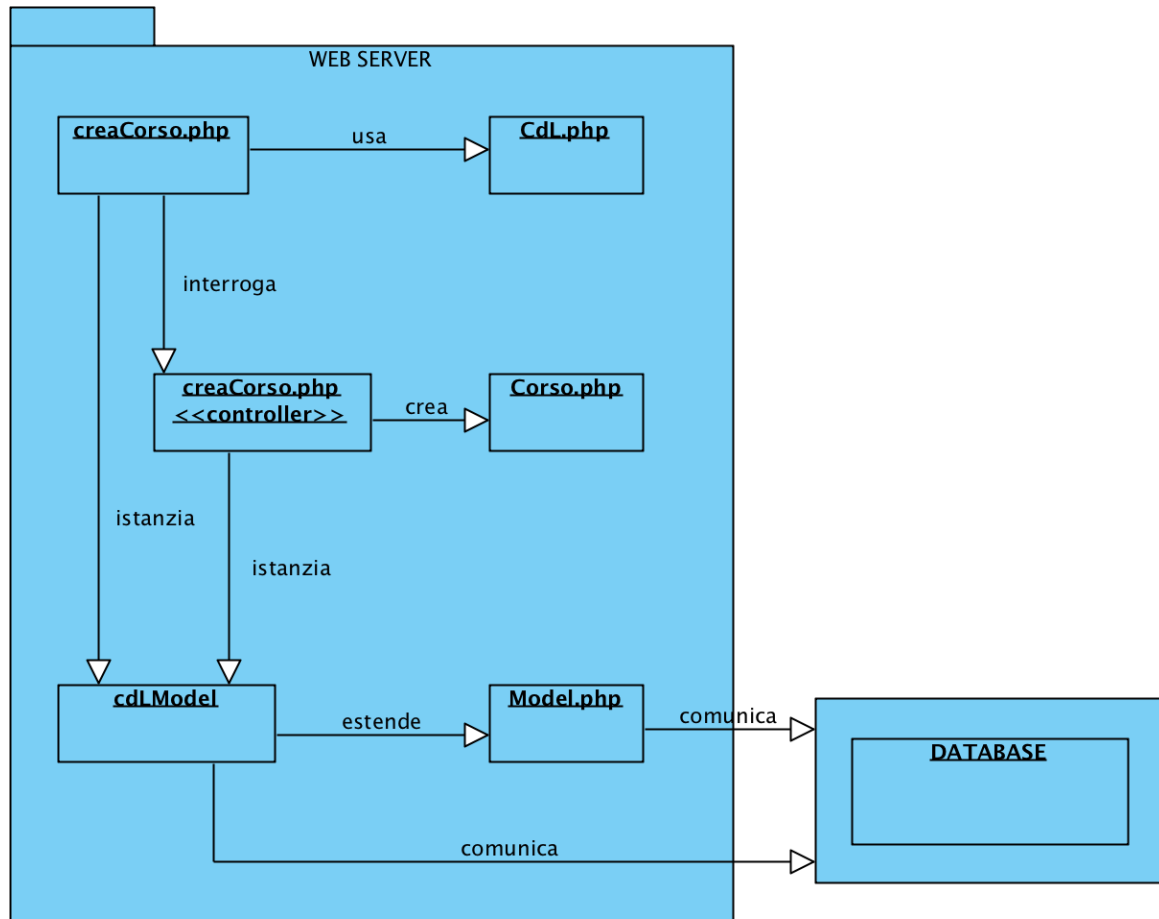 WEB SERVER
creaCorso.php
usa
CdL.php
interroga
creaCorso.php
<<controller>>
crea
Corso.php
istanzia
istanzia
cdLModel
estende
Model.php
comunica
DATABASE
comunica